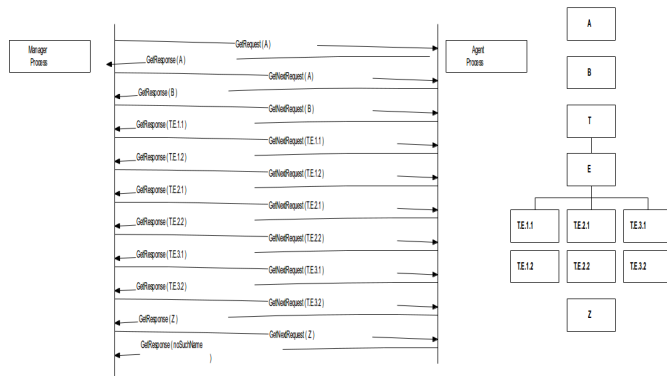 Manager
Process
Agent
Process
GetRequest ( A )
GetResponse ( A )
GetNextRequest ( A )
GetResponse ( B )
GetNextRequest ( B )
GetResponse ( T.E.1.1 )
GetNextRequest ( T.E.1.1 )
GetResponse ( T.E.1.2 )
GetNextRequest ( T.E.1.2 )
GetResponse ( T.E.2.1 )
GetNextRequest ( T.E.2.1 )
GetResponse ( T.E.2.2 )
GetNextRequest ( T.E.2.2 )
GetResponse ( T.E.3.1 )
GetNextRequest ( T.E.3.1 )
GetResponse ( T.E.3.2 )
GetNextRequest ( T.E.3.2 )
GetResponse ( Z )
GetNextRequest ( Z )
GetResponse ( noSuchName
)
A
B
T
E
T.E.1.1
T.E.2.1
T.E.3.1
T.E.1.2
T.E.2.2
T.E.3.2
Z